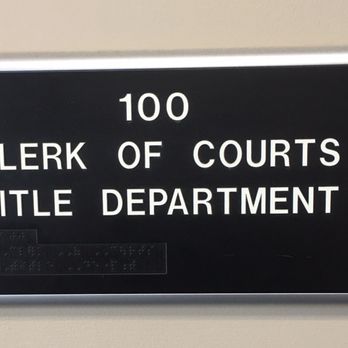 100
LERK OF COURTS
ITLE DEPARTMENT